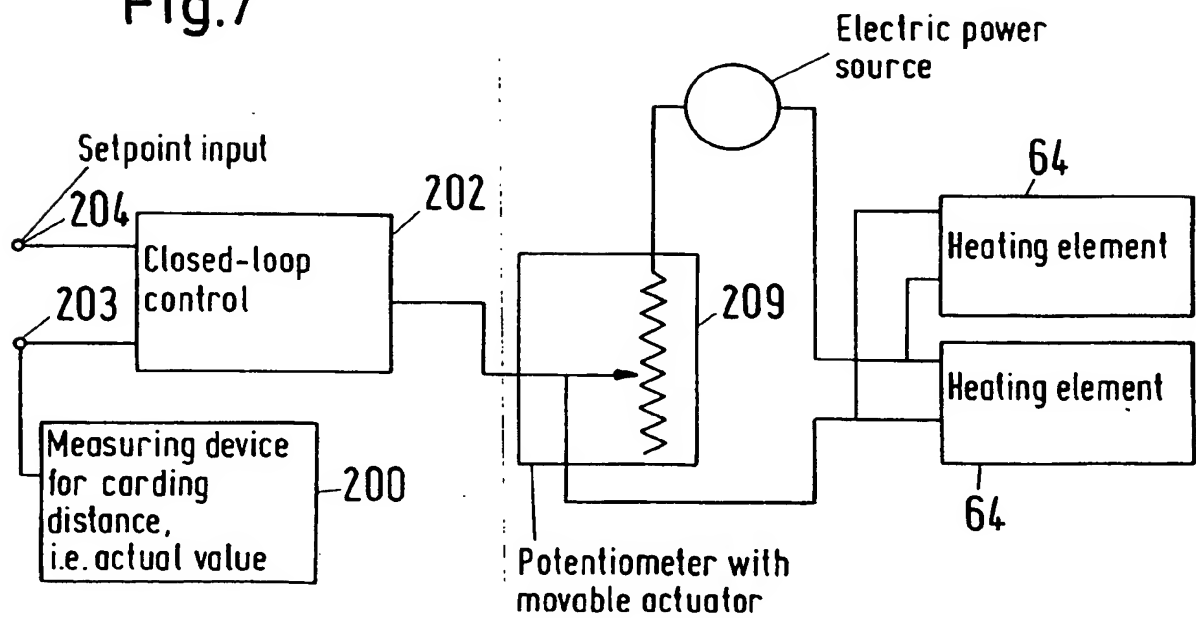 Fig.7
Electric power
source
Setpoint input
204
202
Closed-loop
control
203
209
64
Heating element
Heating element
64
Measuring device
for carding
distance,
i.e. actual value
200
Potentiometer with
movable actuator